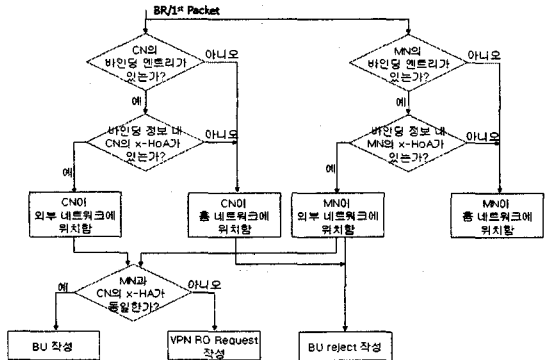 BR/1st Packet
CN의
바인딩 엔트리가
있는가?
아니오
MN의
바인딩 엔트리가
있는가?
아니오
예
예
바인딩 정보 내
CN의 x-HoA가
있는가?
아니오
바인딩 정보 내
MN의 x-HoA가
있는가?
아니오
예
예
CN이
외부 네트워크에
위치함
CN이
홈 네트워크에
위치함
MN이
외부 네트워크에
위치함
MN이
홈 네트워크에
위치함
예
MN과
CN의 x-HA가
동일한가?
아니오
BU 작성
VPN RO Request
작성
BU reject 작성